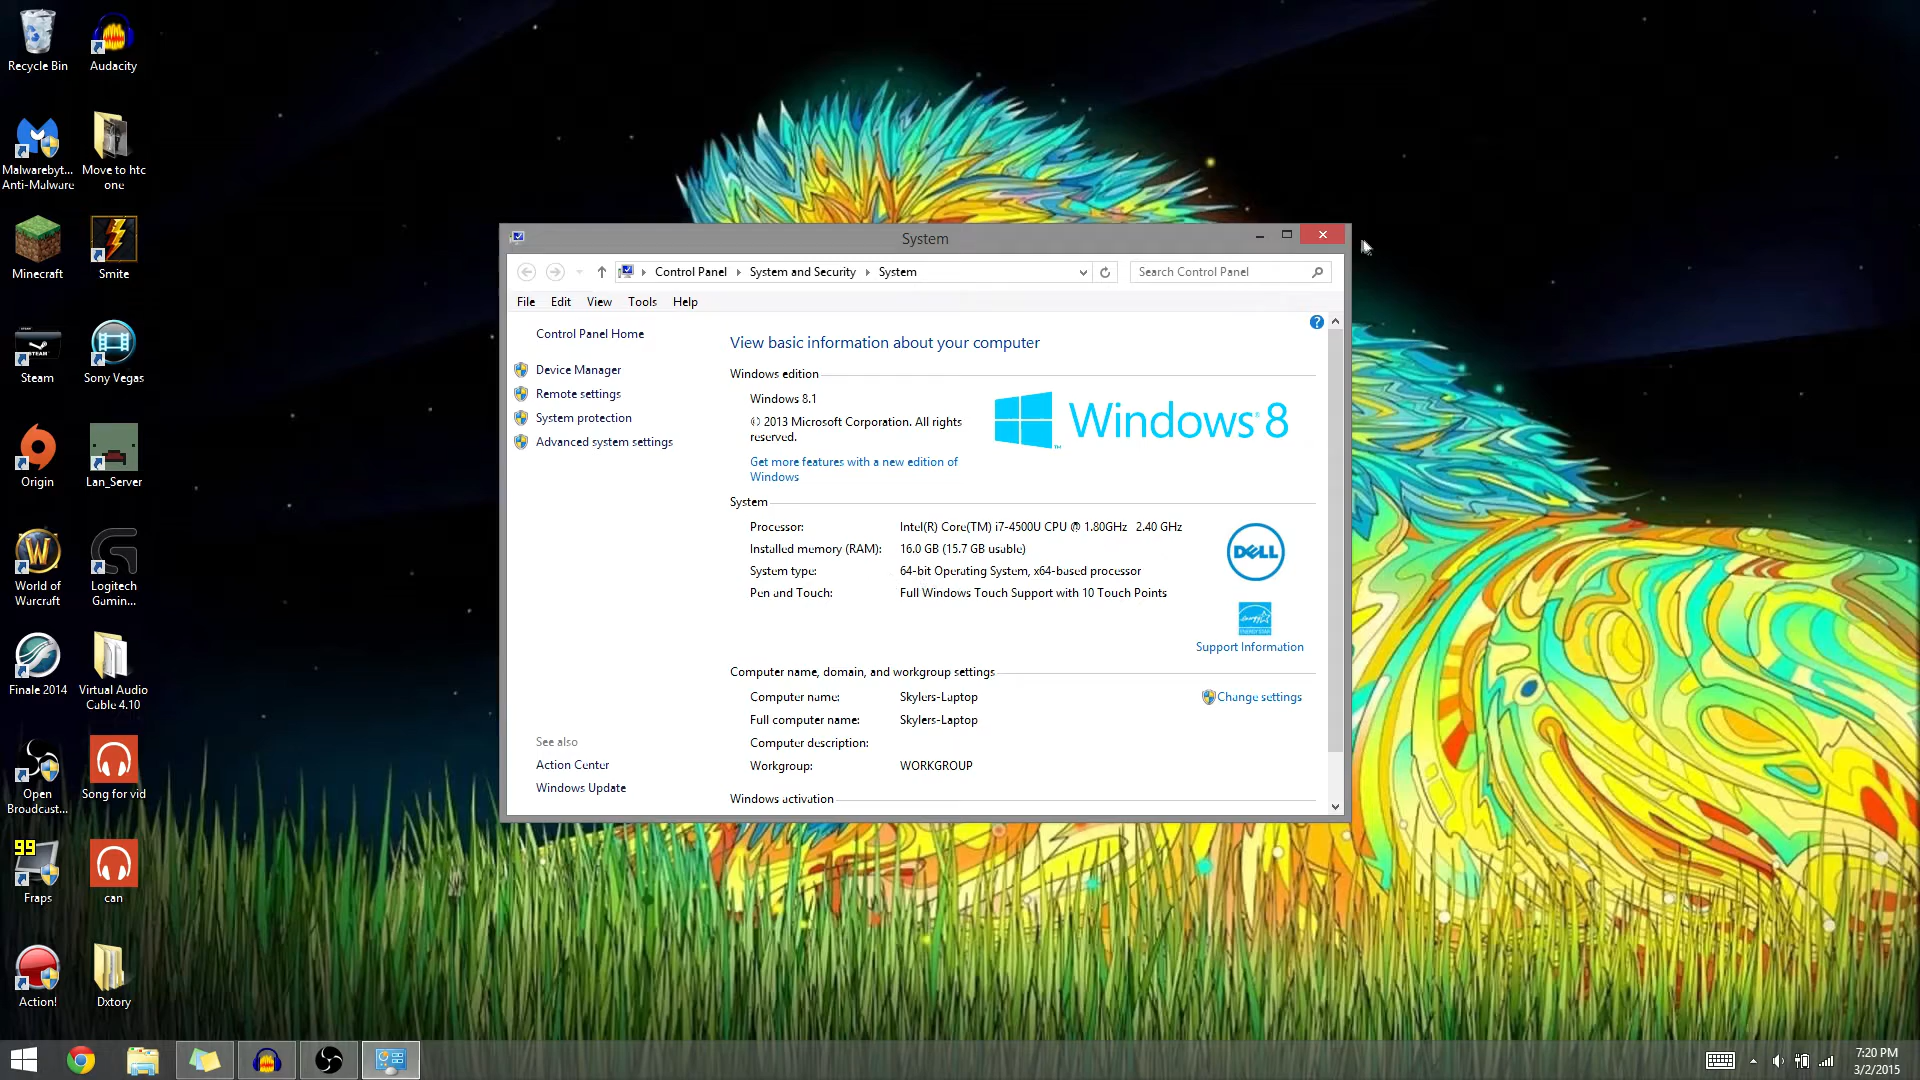 Recycle Bin
Audacity
Malwarebyt...
Anti-Malware
Move to htc
one
Minecraft
Smite
STEAM
Steam
Sony Vegas
Origin
Lan_Server
World of
Warcraft
Logitech
Gamin...
Finale 2014
Virtual Audio
Cable 4.10
Open
Broadcast...
Song for vid
99
Fraps
can
Action!
Dxtory
System
Control Panel
System and Security
System
Search Control Panel
File Edit View Tools Help
Control Panel Home
Device Manager
Remote settings
System protection
Advanced system settings
See also
Action Center
Windows Update
View basic information about your computer
Windows edition
Windows 8.1
© 2013 Microsoft Corporation. All rights
reserved.
Get more features with a new edition of
Windows
Windows® 8
System
Processor: Intel(R) Core(TM) i7-4500U CPU @ 1.80GHz 2.40 GHz
Installed memory (RAM): 16.0 GB (15.7 GB usable)
System type: 64-bit Operating System, x64-based processor
Pen and Touch: Full Windows Touch Support with 10 Touch Points
DELL
energy
ENERGY STAR
Support Information
Computer name, domain, and workgroup settings
Computer name: Skylers-Laptop
Change settings
Full computer name: Skylers-Laptop
Computer description:
Workgroup: WORKGROUP
Windows activation
7:20 PM
3/2/2015